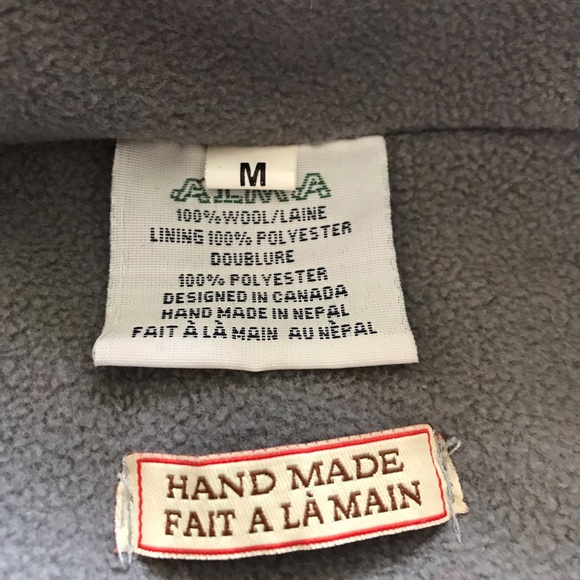 M
ALMA
100% WOOL/LAINE
LINING 100% POLYESTER
DOUBLURE
100% POLYESTER
DESIGNED IN CANADA
HAND MADE IN NEPAL
FAIT À LÀ MAIN AU NÈPAL
HAND MADE
FAIT A LÀ MAIN